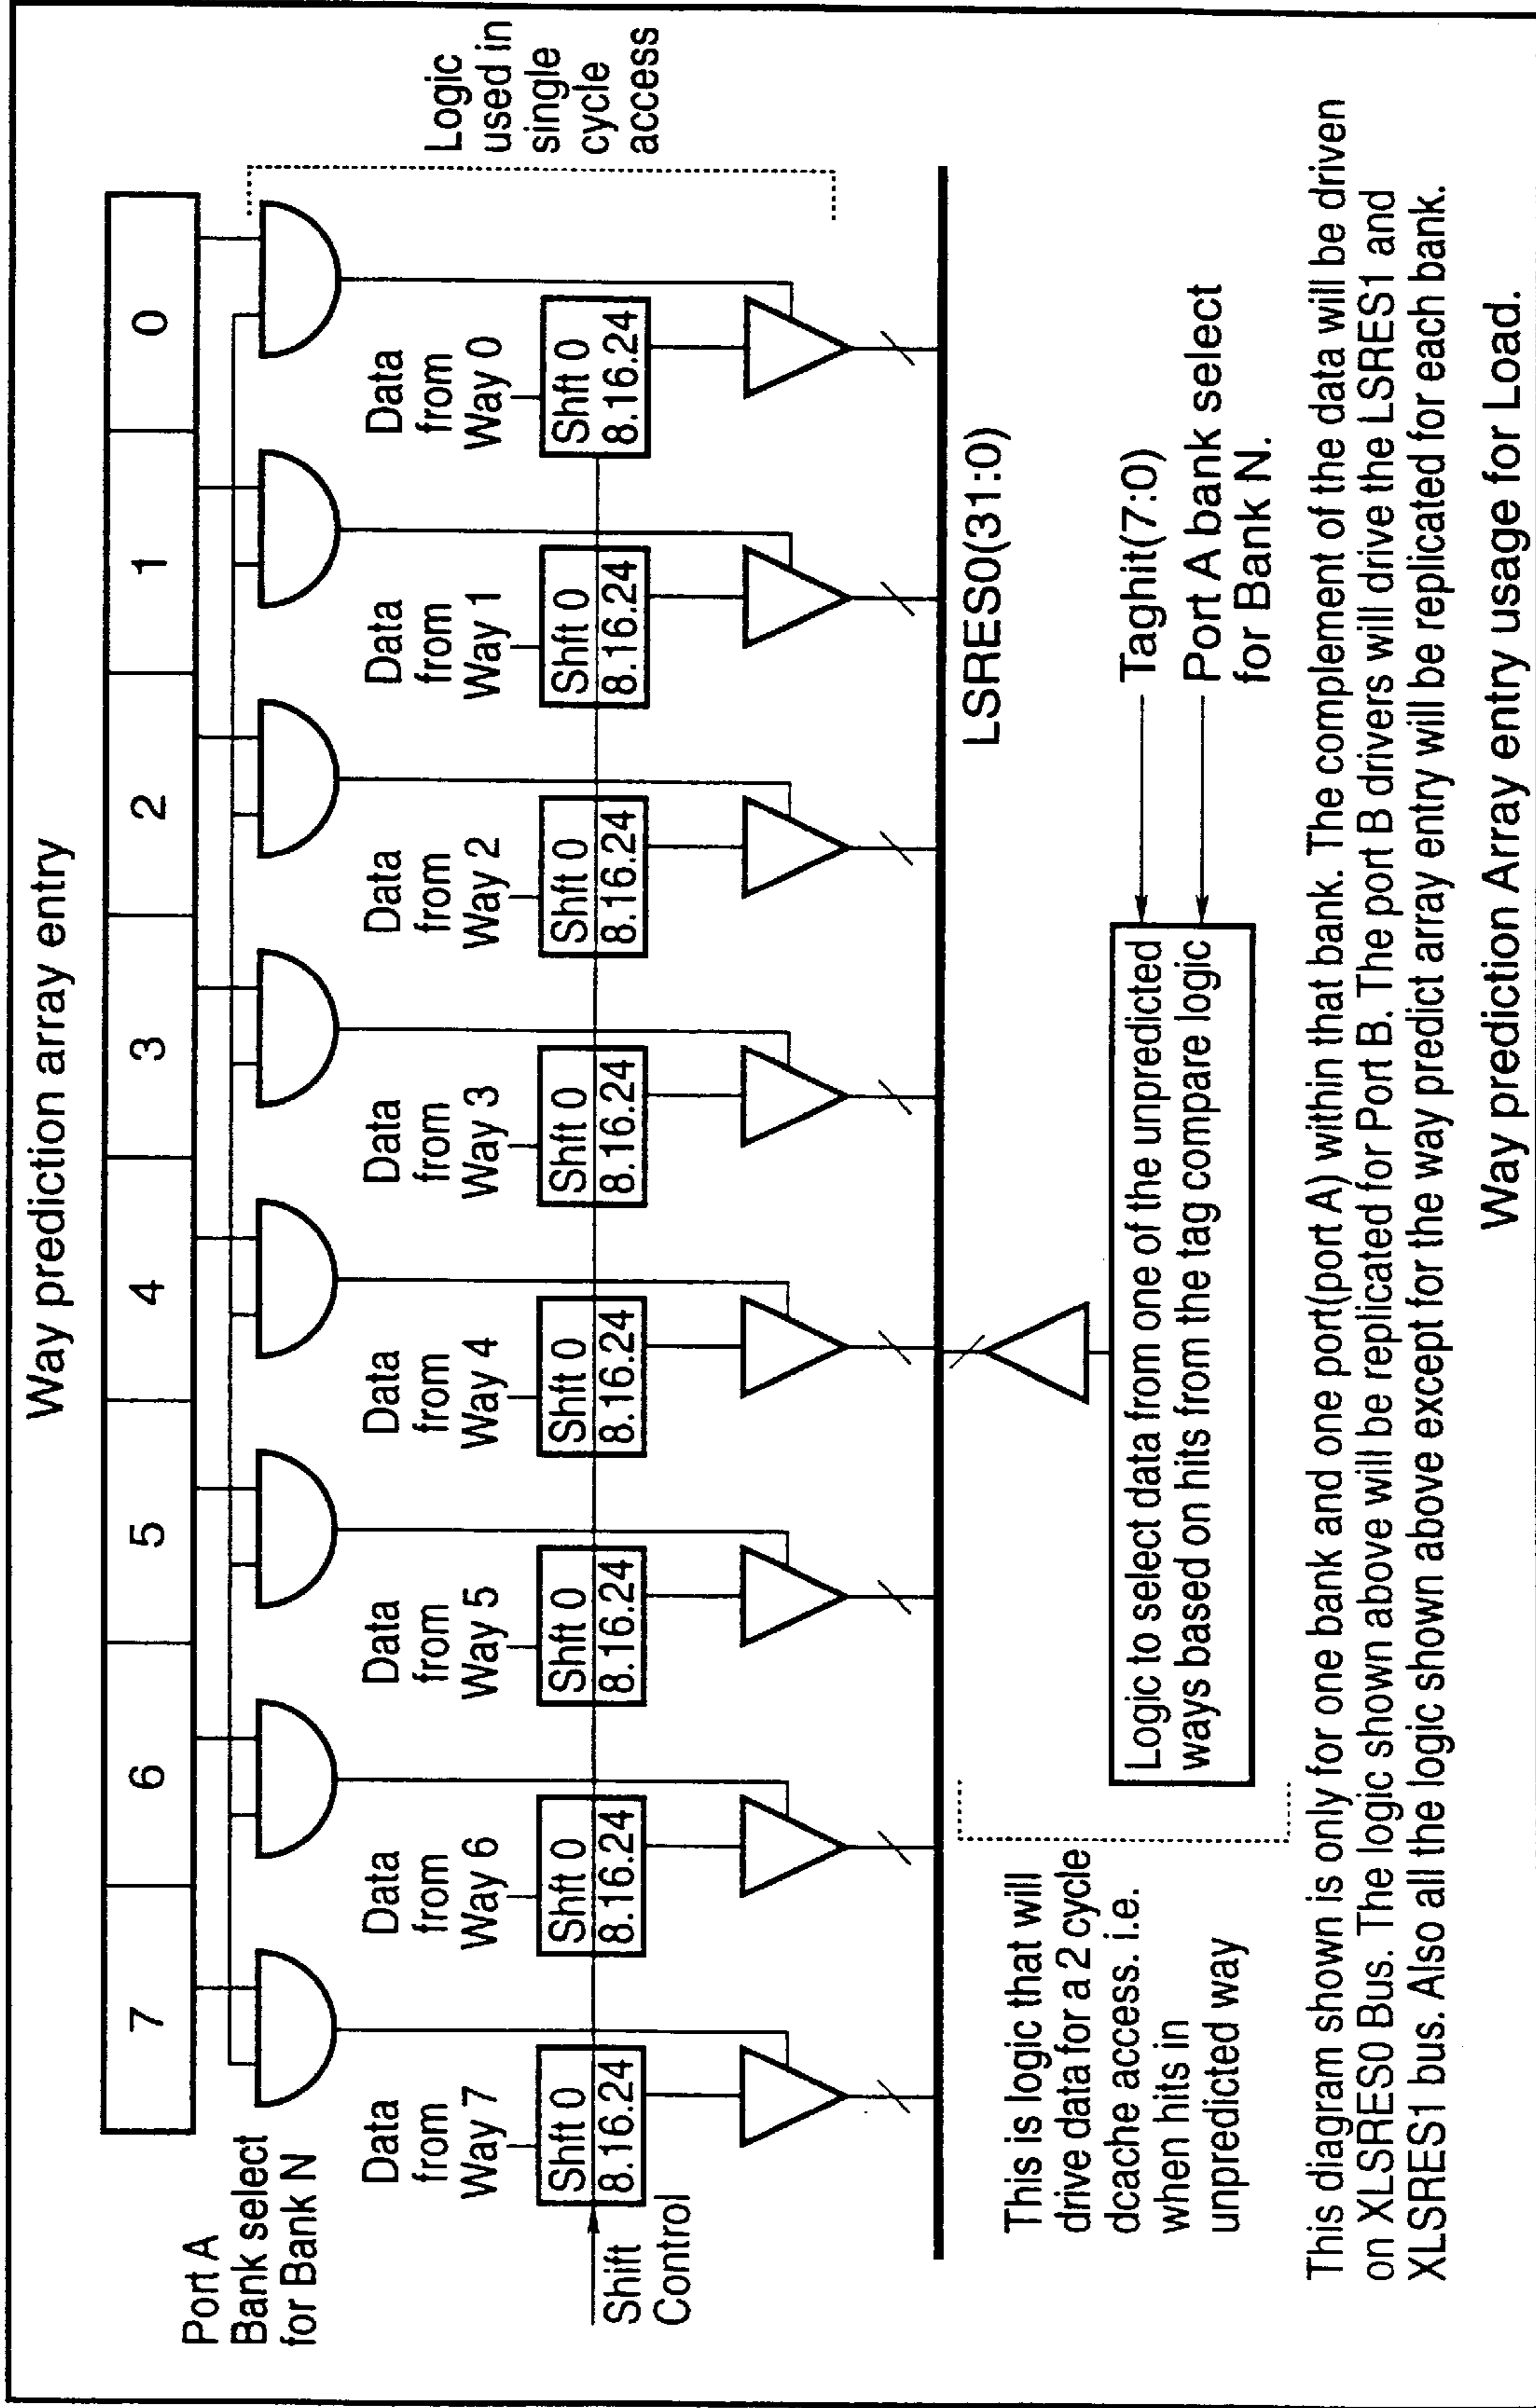 Way prediction array entry
7 6 5 4 3 2 1 0
Port A
Bank select
for Bank N
Logic
used in
single
cycle
access
Data
from
Way 7
Data
from
Way 6
Data
from
Way 5
Data
from
Way 4
Data
from
Way 3
Data
from
Way 2
Data
from
Way 1
Data
from
Way 0
Shift
Control
Shft 0
8.16.24
Shft 0
8.16.24
Shft 0
8.16.24
Shft 0
8.16.24
Shft 0
8.16.24
Shft 0
8.16.24
Shft 0
8.16.24
Shft 0
8.16.24
LSRES0(31:0)
This is logic that will
drive data for a 2 cycle
dcache access. i.e.
when hits in
unpredicted way
Logic to select data from one of the unpredicted
ways based on hits from the tag compare logic
Taghit(7:0)
Port A bank select
for Bank N.
This diagram shown is only for one bank and one port(port A) within that bank. The complement of the data will be driven
on XLSRES0 Bus. The logic shown above will be replicated for Port B. The port B drivers will drive the LSRES1 and
XLSRES1 bus. Also all the logic shown above except for the way predict array entry will be replicated for each bank.
Way prediction Array entry usage for Load.